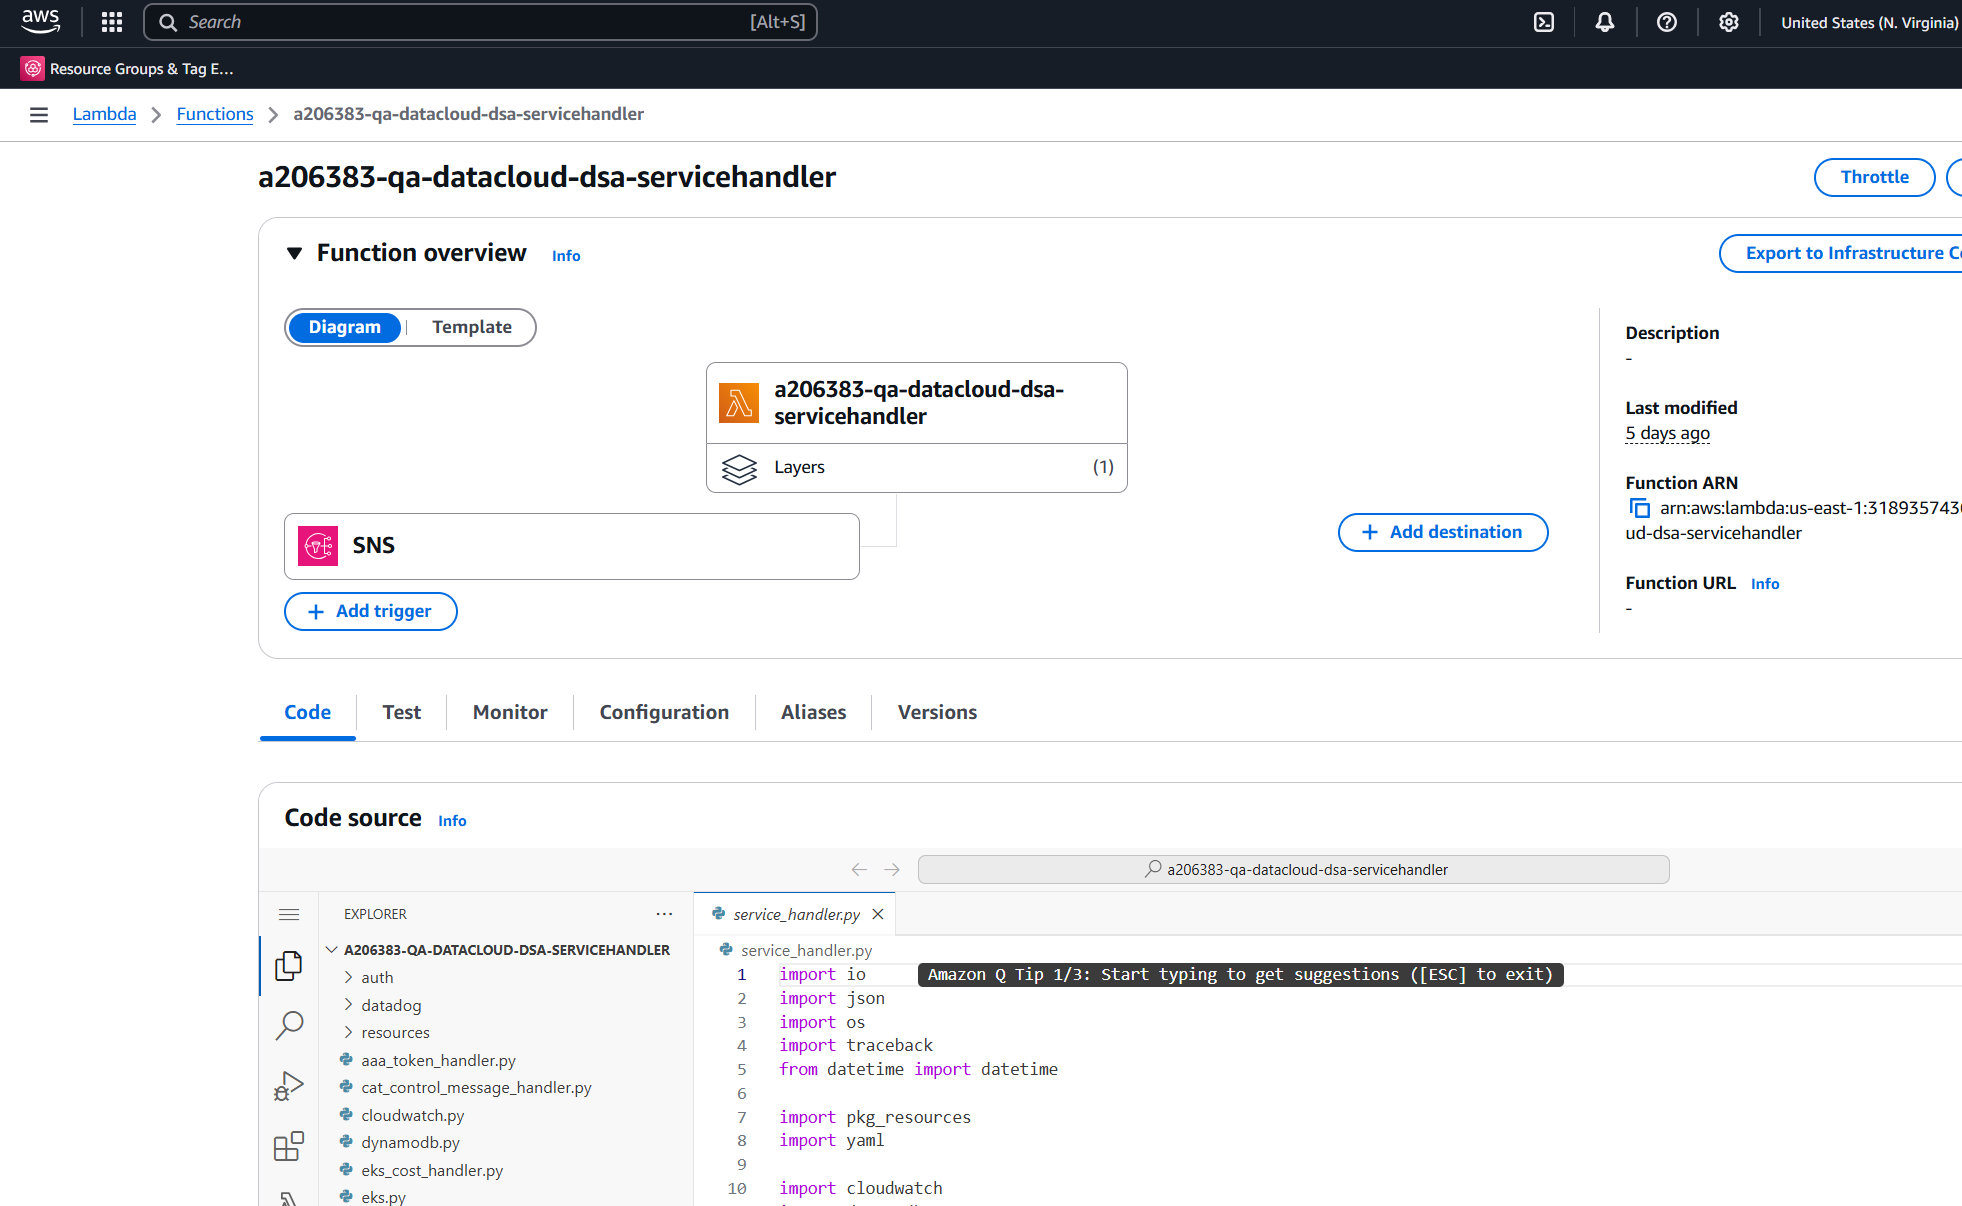 aws
Search
[Alt+S]
United States (N. Virginia)
Resource Groups & Tag E...
Lambda
Functions
a206383-qa-datacloud-dsa-servicehandler
a206383-qa-datacloud-dsa-servicehandler
Throttle
Function overview
Info
Export to Infrastructure
Diagram
Template
a206383-qa-datacloud-dsa-
servicehandler
Layers
(1)
SNS
Add trigger
Add destination
Description
-
Last modified
5 days ago
Function ARN
arn:aws:lambda:us-east-1:318935743
ud-dsa-servicehandler
Function URL Info
-
Code
Test
Monitor
Configuration
Aliases
Versions
Code source
Info
a206383-qa-datacloud-dsa-servicehandler
EXPLORER
...
A206383-QA-DATACLOUD-DSA-SERVICEHANDLER
auth
datadog
resources
aaa_token_handler.py
cat_control_message_handler.py
cloudwatch.py
dynamodb.py
eks_cost_handler.py
eks.py
service_handler.py
service_handler.py
1 import io
Amazon Q Tip 1/3: Start typing to get suggestions ([ESC] to exit)
2 import json
3 import os
4 import traceback
5 from datetime import datetime
6
7 import pkg_resources
8 import yaml
9
10 import cloudwatch